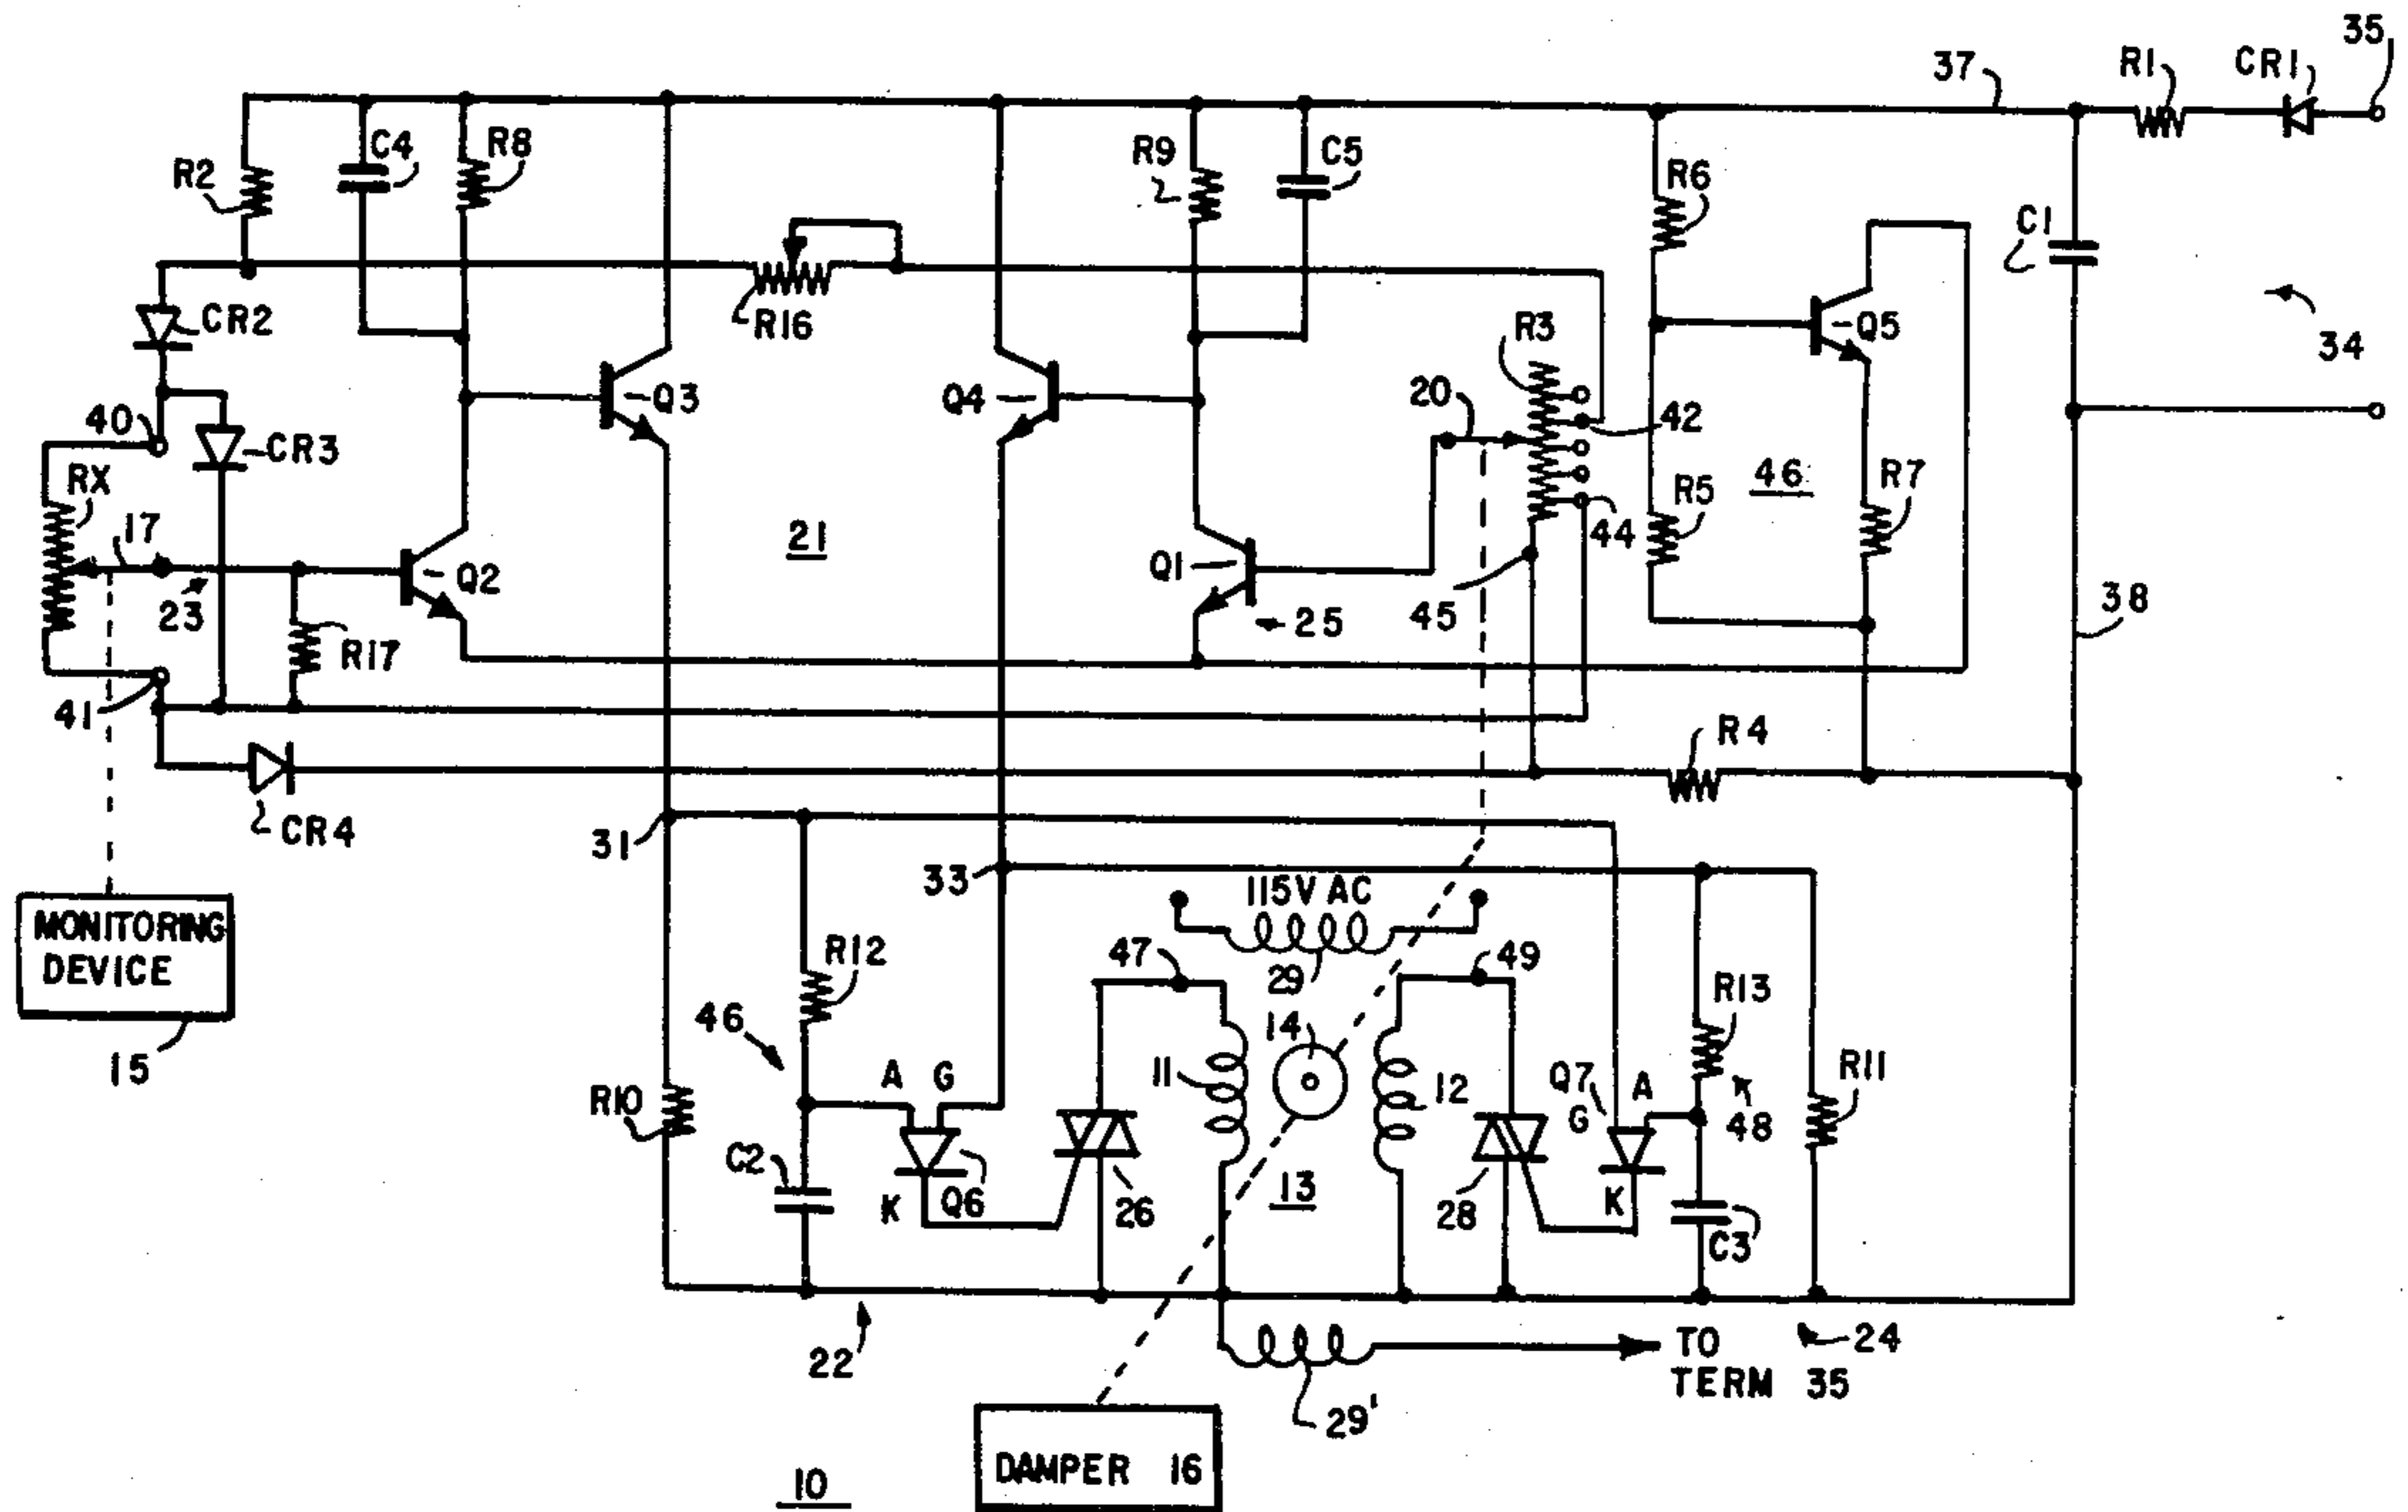 35
37
R1
CR1
R2
C4
R8
R9
C5
R6
C1
34
CR2
R16
R3
Q5
Q3
Q4
20
42
40
CR3
RX
46
R7
R5
44
17
21
Q2
Q1
23
25
45
38
R17
41
R4
CR4
31
33
115V AC
MONITORING
DEVICE
R12
47
29
49
46
14
R13
15
A G
11
12
Q7
A
G
48
R11
R10
C2
K
Q6
26
13
28
K
C3
22
TO
TERM 35
24
29'
DAMPER 16
10